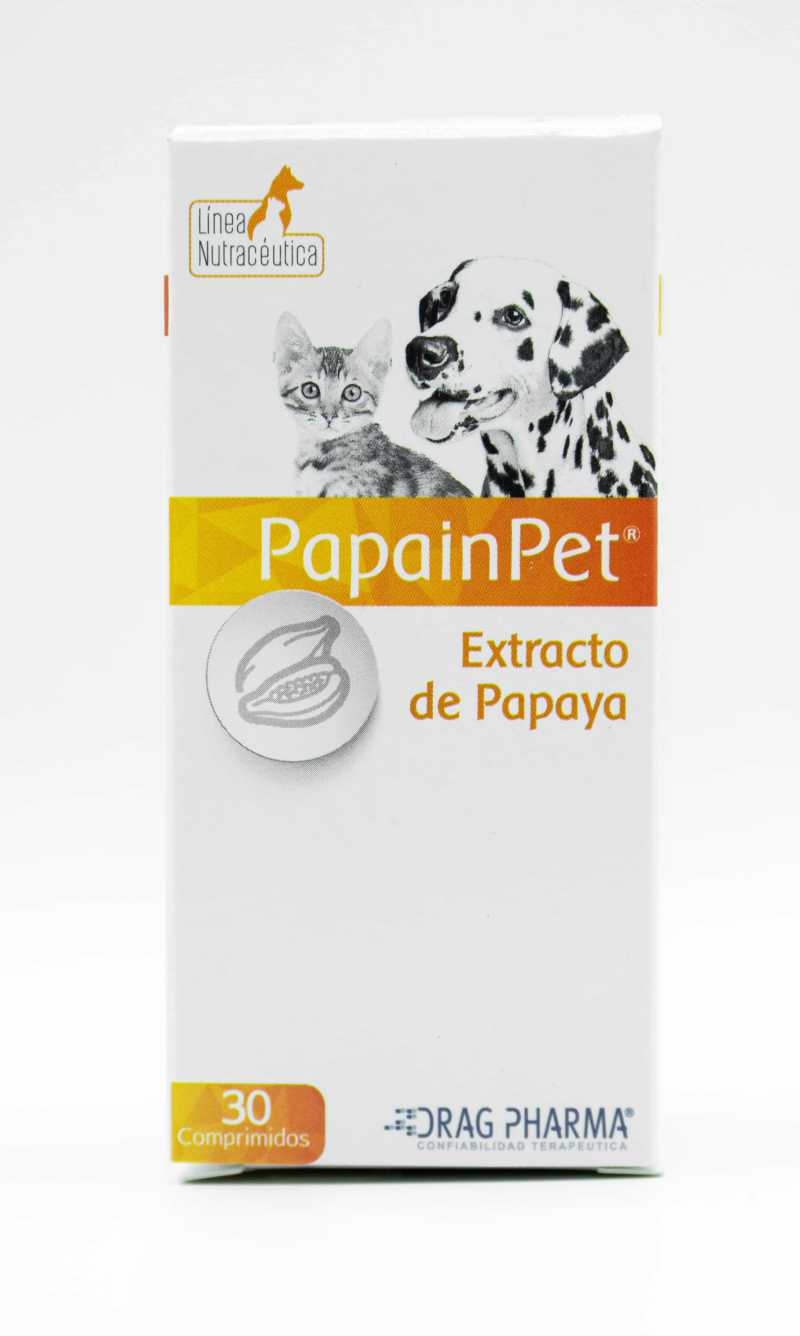 Línea
Nutracéutica
PapainPet®
Extracto
de Papaya
30
Comprimidos
DRAG PHARMA®
CONFIABILIDAD TERAPEUTICA